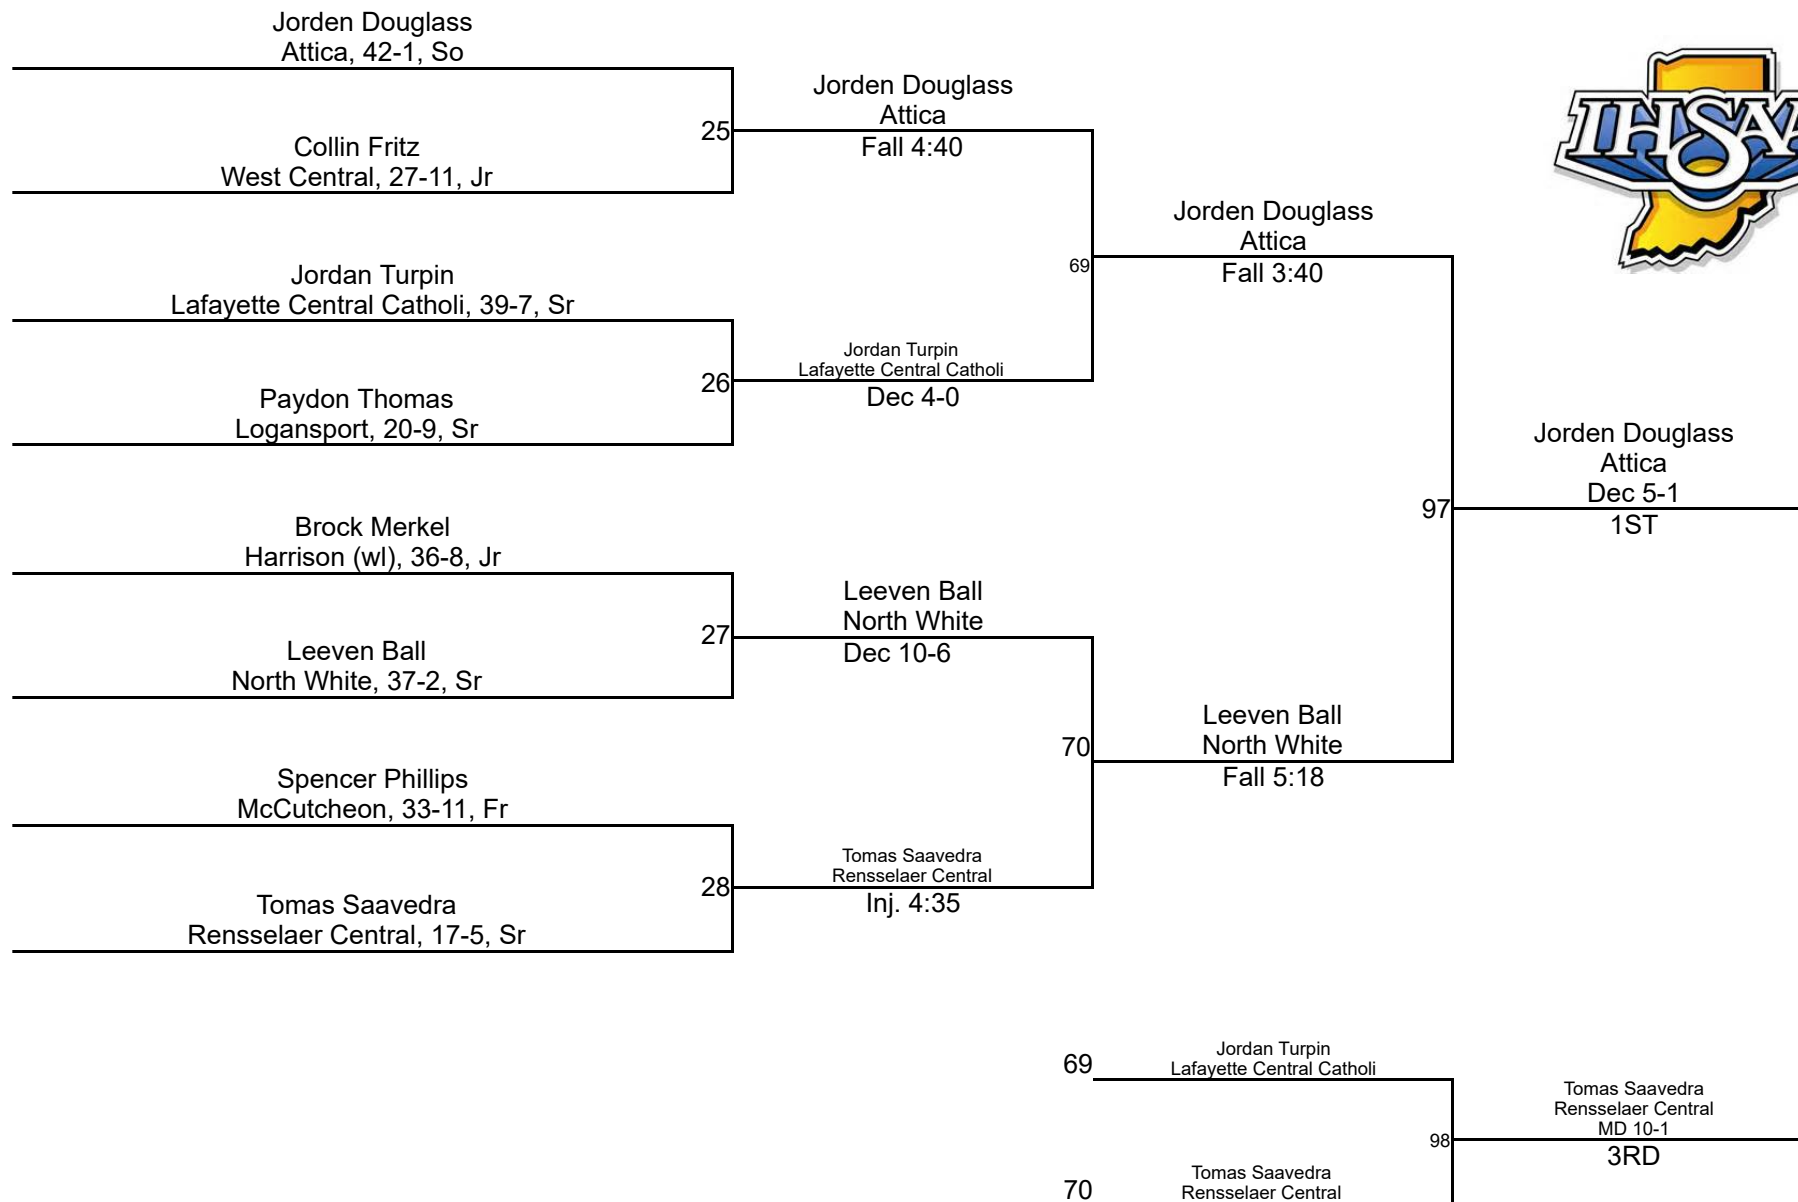 Jorden Douglass
Attica, 42-1, So
25
Collin Fritz
West Central, 27-11, Jr
Jordan Turpin
Lafayette Central Catholi, 39-7, Sr
26
Paydon Thomas
Logansport, 20-9, Sr
Brock Merkel
Harrison (wl), 36-8, Jr
27
Leeven Ball
North White, 37-2, Sr
Spencer Phillips
McCutcheon, 33-11, Fr
28
Tomas Saavedra
Rensselaer Central, 17-5, Sr
Jorden Douglass
Attica
Fall 4:40
69
Jordan Turpin
Lafayette Central Catholi
Dec 4-0
Leeven Ball
North White
Dec 10-6
70
Tomas Saavedra
Rensselaer Central
Inj. 4:35
Jorden Douglass
Attica
Fall 3:40
97
Leeven Ball
North White
Fall 5:18
IHSAA
Jorden Douglass
Attica
Dec 5-1
1ST
69
Jordan Turpin
Lafayette Central Catholi
98
70
Tomas Saavedra
Rensselaer Central
Tomas Saavedra
Rensselaer Central
MD 10-1
3RD